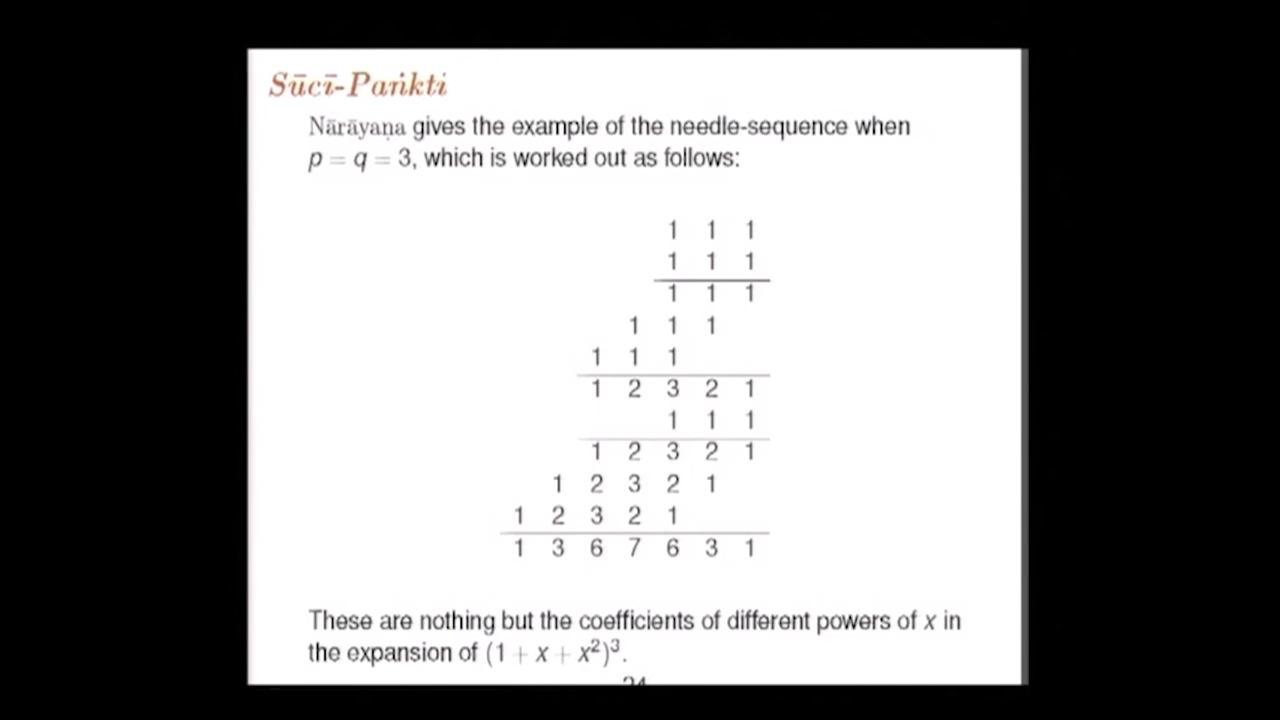 Sūcī-Paṅkti
Nārāyaṇa gives the example of the needle-sequence when
p = q = 3, which is worked out as follows:
1 1 1
1 1 1
1 1 1
1 1 1
1 1 1
1 2 3 2 1
1 1 1
1 2 3 2 1
1 2 3 2 1
1 2 3 2 1
1 3 6 7 6 3 1
These are nothing but the coefficients of different powers of x in
the expansion of (1 + x + x²)³.